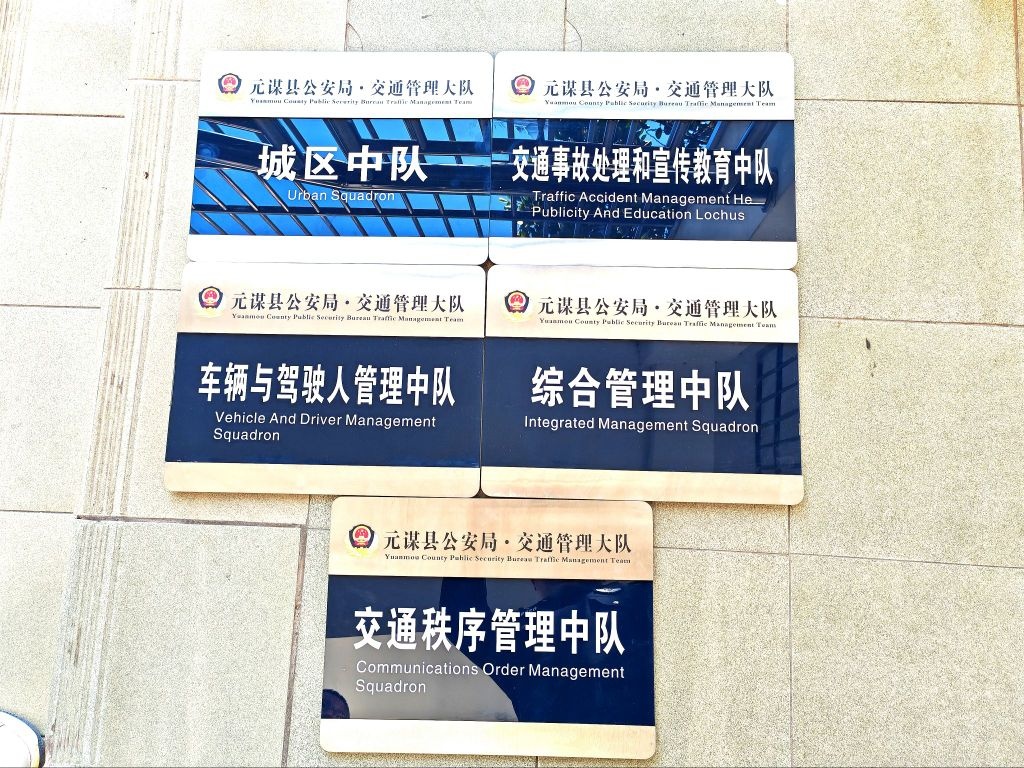 元谋县公安局·交通管理大队
Yuanmou County Public Security Bureau Traffic Management Team
城区中队
Urban Squadron
元谋县公安局·交通管理大队
Yuanmou County Public Security Bureau Traffic Management Team
交通事故处理和宣传教育中队
Traffic Accident Management He
Publicity And Education Lochus
元谋县公安局·交通管理大队
Yuanmou County Public Security Bureau Traffic Management Team
车辆与驾驶人管理中队
Vehicle And Driver Management
Squadron
元谋县公安局·交通管理大队
Yuanmou County Public Security Bureau Traffic Management Team
综合管理中队
Integrated Management Squadron
元谋县公安局·交通管理大队
Yuanmou County Public Security Bureau Traffic Management Team
交通秩序管理中队
Communications Order Management
Squadron